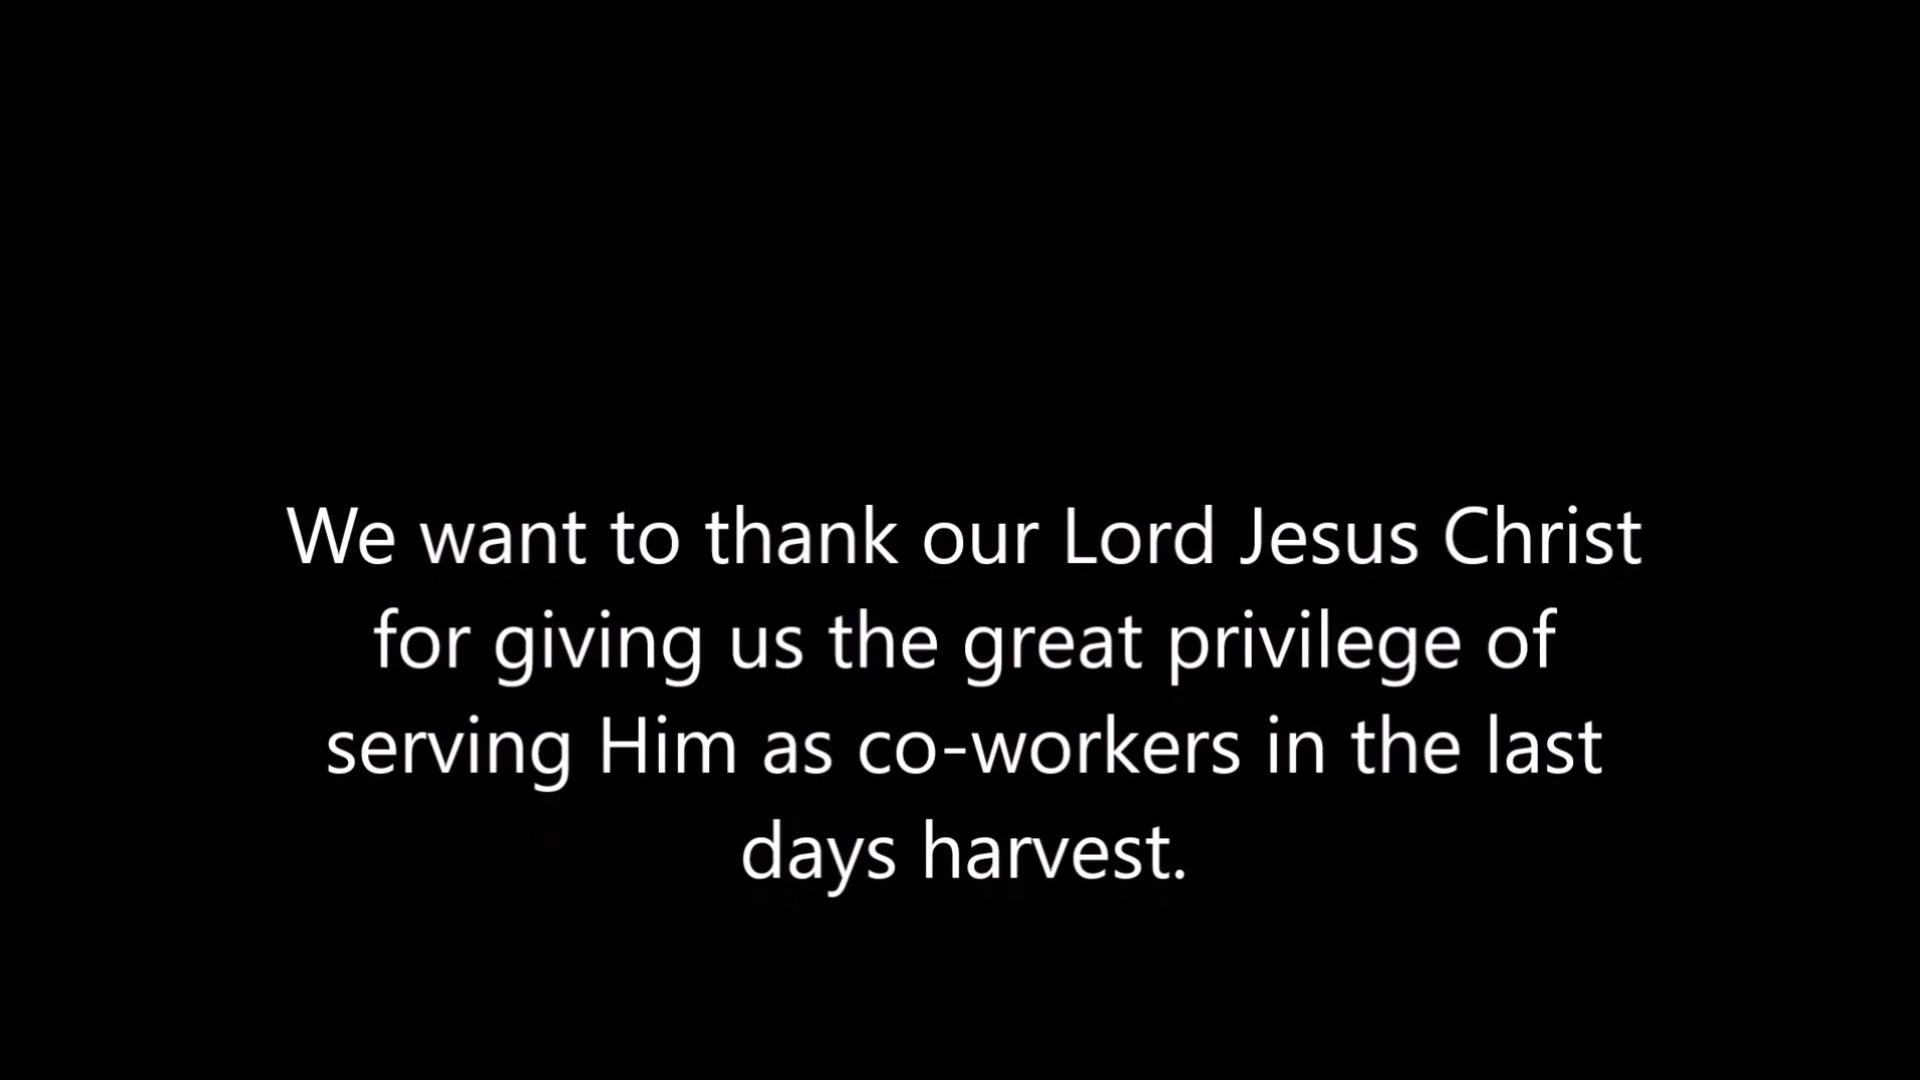 We want to thank our Lord Jesus Christ
for giving us the great privilege of
serving Him as co-workers in the last
days harvest.